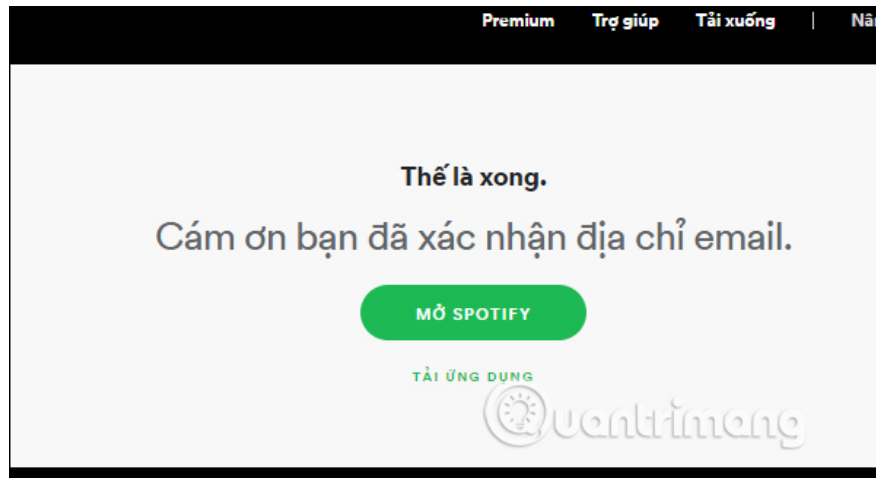 Premium Trợ giúp Tải xuống |
Thế là xong.
Cám ơn bạn đã xác nhận địa chỉ email.
MỞ SPOTIFY
TẢI ỨNG DỤNG
Quantrimang